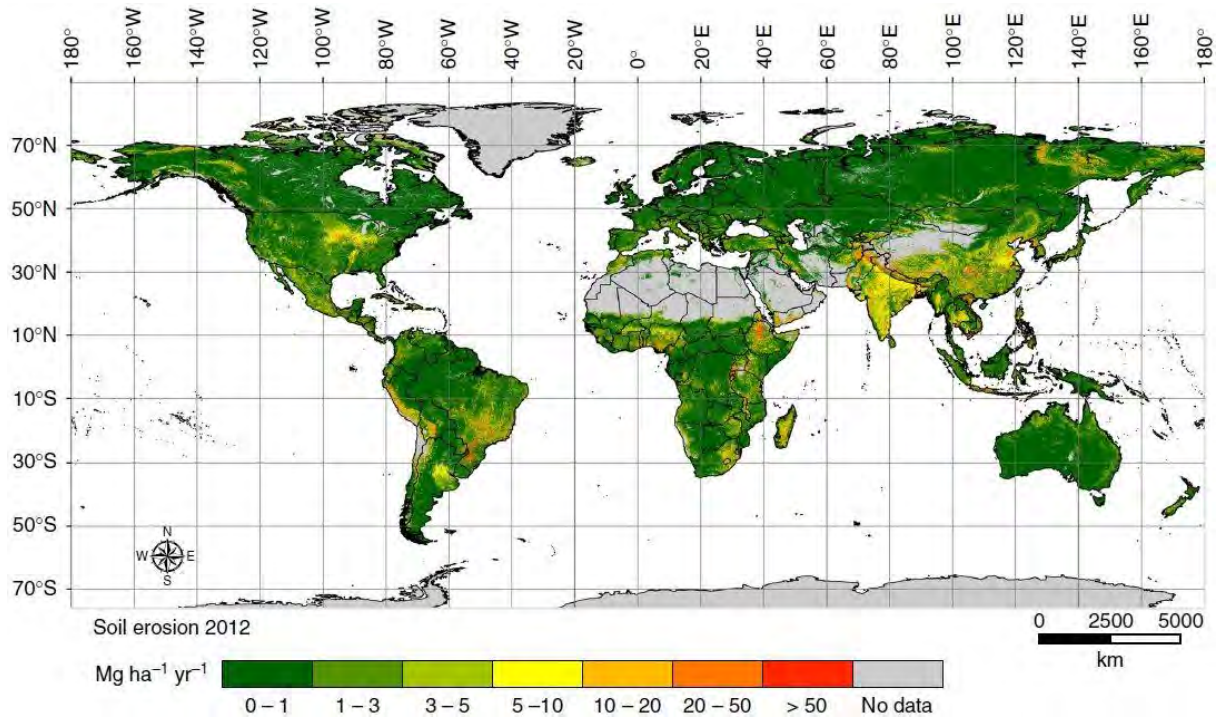 180°
160°W
140°W
120°W
100°W
80°W
60°W
40°W
20°W
0°
20°E
40°E
60°E
80°E
100°E
120°E
140°E
160°E
180°
70°N
50°N
30°N
10°N
10°S
30°S
50°S
70°S
N
W E
S
Soil erosion 2012
0 2500 5000
km
Mg ha⁻¹ yr⁻¹
0 – 1 1 – 3 3 – 5 5 –10 10 – 20 20 – 50 > 50 No data